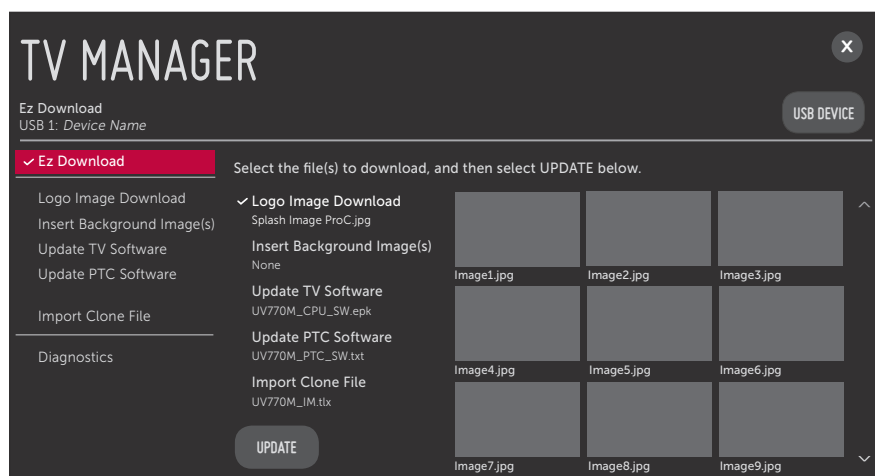 TV MANAGER
X
Ez Download
USB 1: Device Name
USB DEVICE
Ez Download
Logo Image Download
Insert Background Image(s)
Update TV Software
Update PTC Software
Import Clone File
Diagnostics
Select the file(s) to download, and then select UPDATE below.
Logo Image Download
Splash Image ProC.jpg
Insert Background Image(s)
None
Update TV Software
UV770M_CPU_SW.epk
Update PTC Software
UV770M_PTC_SW.txt
Import Clone File
UV770M_IM.tlx
UPDATE
Image1.jpg
Image2.jpg
Image3.jpg
Image4.jpg
Image5.jpg
Image6.jpg
Image7.jpg
Image8.jpg
Image9.jpg